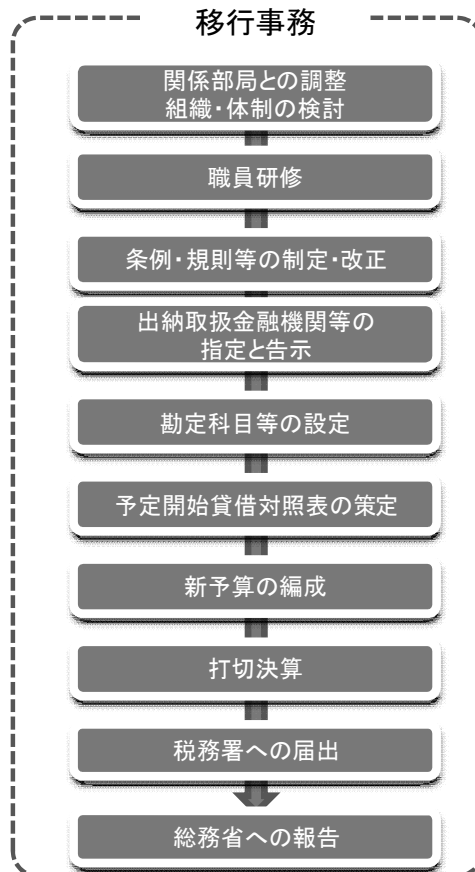 移行事務
関係部局との調整
組織・体制の検討
職員研修
条例・規則等の制定・改正
出納取扱金融機関等の
指定と告示
勘定科目等の設定
予定開始貸借対照表の策定
新予算の編成
打切決算
税務署への届出
総務省への報告